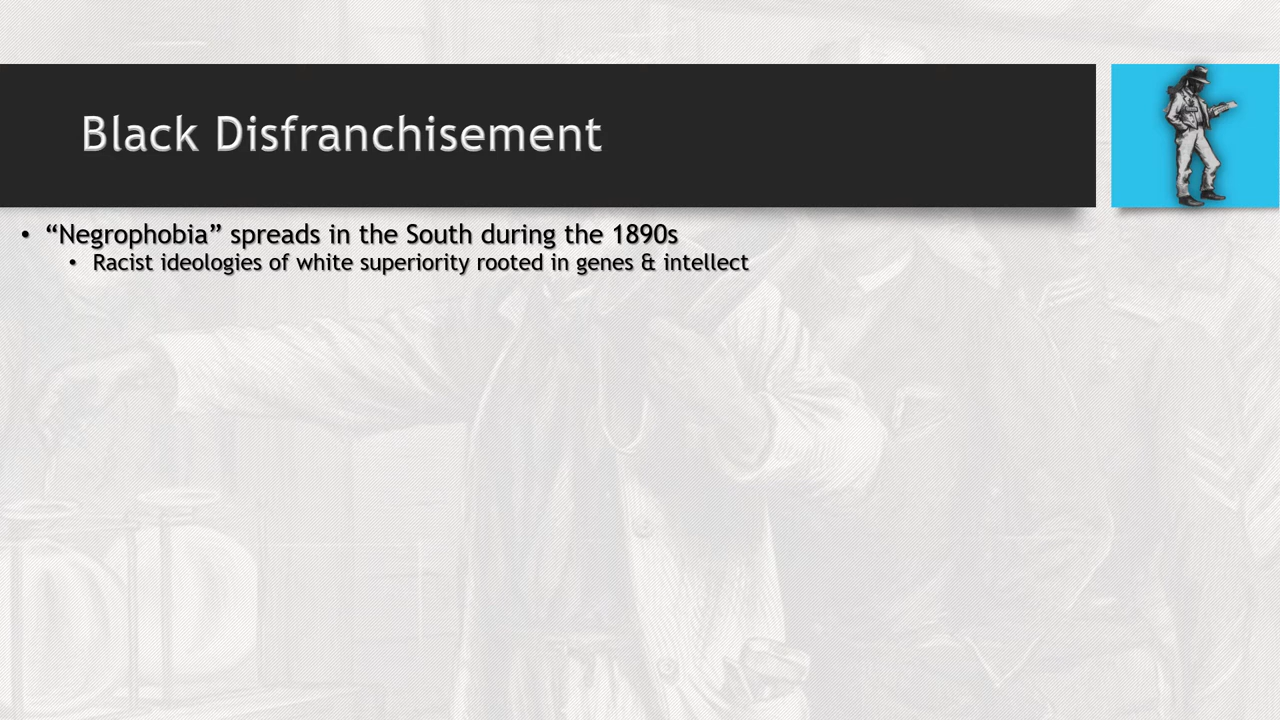 Black Disfranchisement
• “Negrophobia” spreads in the South during the 1890s
• Racist ideologies of white superiority rooted in genes & intellect